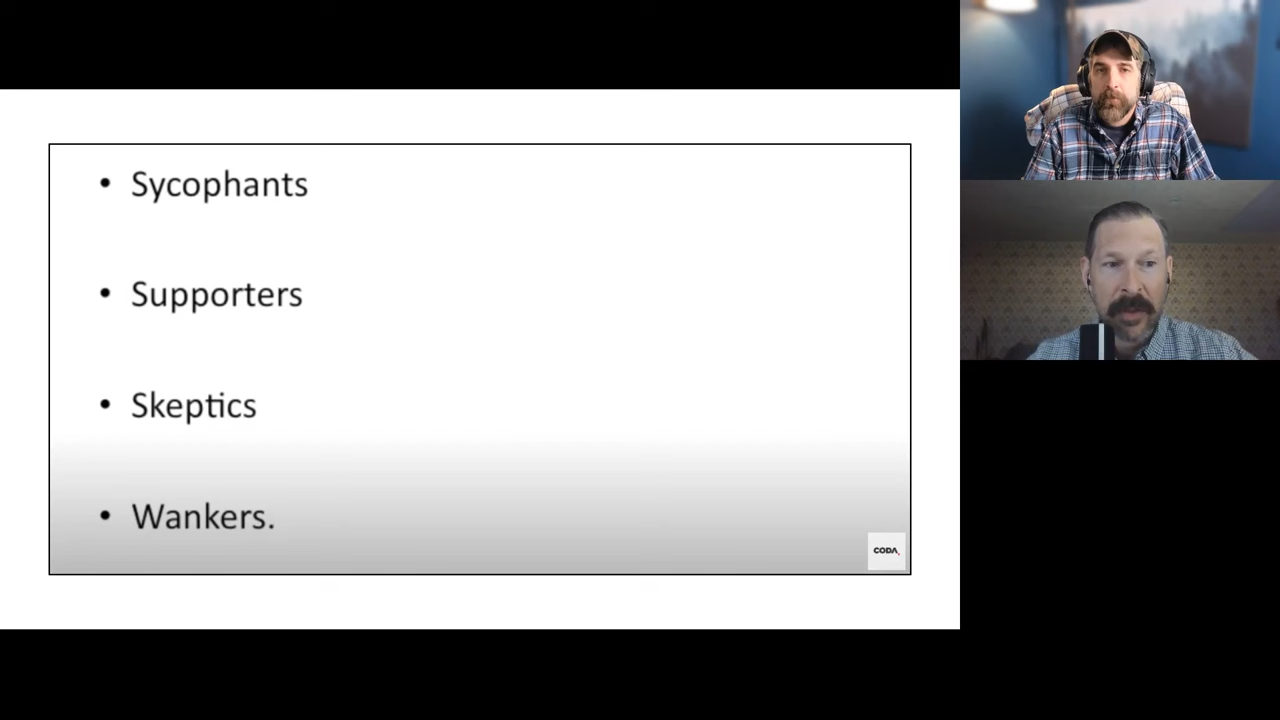 • Sycophants
• Supporters
• Skeptics
• Wankers.
CODA.